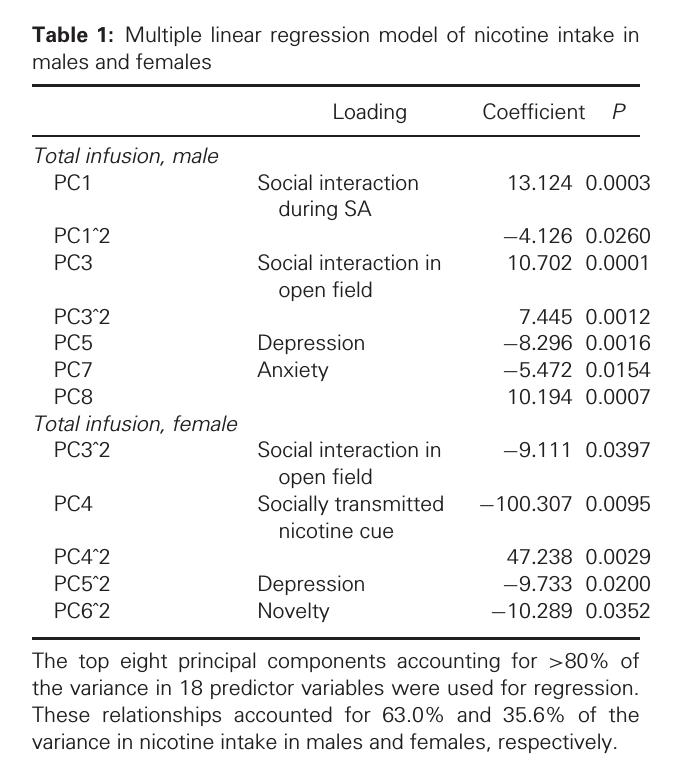 Table 1: Multiple linear regression model of nicotine intake in
males and females
Loading Coefficient P
Total infusion, male
PC1 Social interaction 13.124 0.0003
during SA
PC1ˆ2 −4.126 0.0260
PC3 Social interaction in 10.702 0.0001
open field
PC3ˆ2 7.445 0.0012
PC5 Depression −8.296 0.0016
PC7 Anxiety −5.472 0.0154
PC8 10.194 0.0007
Total infusion, female
PC3ˆ2 Social interaction in −9.111 0.0397
open field
PC4 Socially transmitted −100.307 0.0095
nicotine cue
PC4ˆ2 47.238 0.0029
PC5ˆ2 Depression −9.733 0.0200
PC6ˆ2 Novelty −10.289 0.0352
The top eight principal components accounting for >80% of
the variance in 18 predictor variables were used for regression.
These relationships accounted for 63.0% and 35.6% of the
variance in nicotine intake in males and females, respectively.